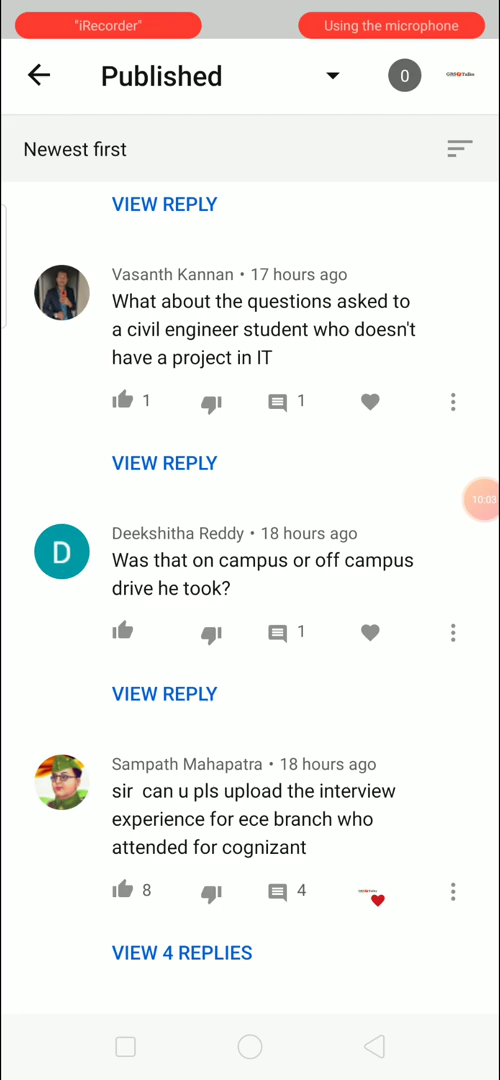 "iRecorder"
Using the microphone
Published
0
Newest first
VIEW REPLY
Vasanth Kannan • 17 hours ago
What about the questions asked to
a civil engineer student who doesn't
have a project in IT
1
1
VIEW REPLY
10:03
D
Deekshitha Reddy • 18 hours ago
Was that on campus or off campus
drive he took?
1
VIEW REPLY
Sampath Mahapatra • 18 hours ago
sir can u pls upload the interview
experience for ece branch who
attended for cognizant
8
4
VIEW 4 REPLIES